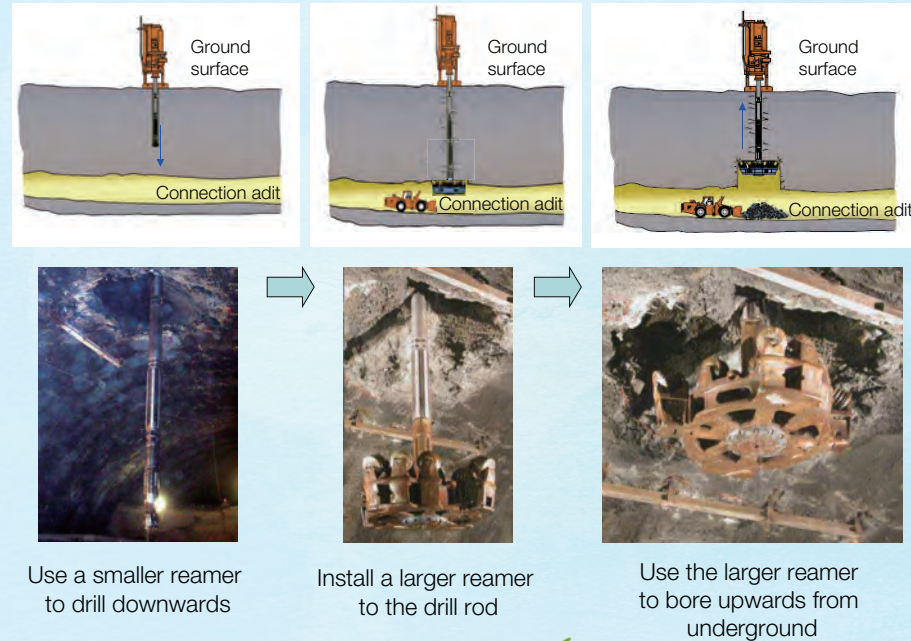 Ground
surface
Connection adit
Ground
surface
Connection adit
Ground
surface
Connection adit
Use a smaller reamer
to drill downwards
Install a larger reamer
to the drill rod
Use the larger reamer
to bore upwards from
underground